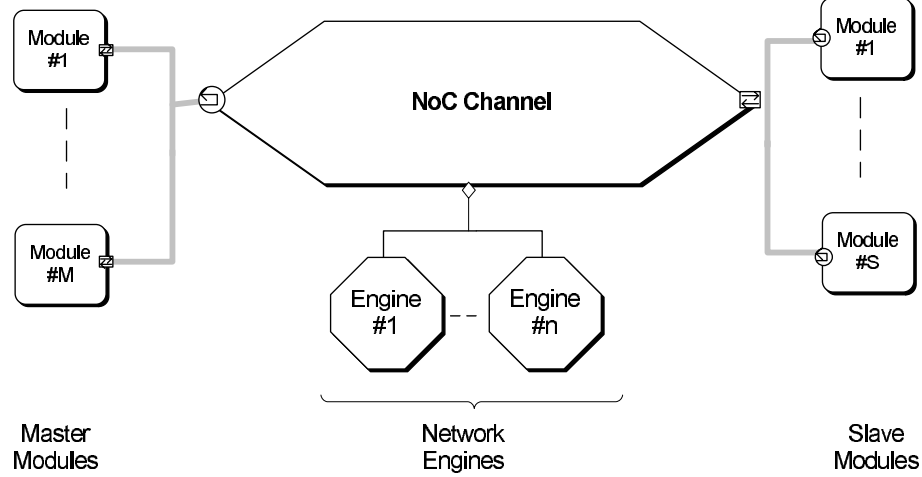 Module
#1
NoC Channel
Module
#1
Module
#M
Module
#S
Engine
#1
Engine
#n
Master
Modules
Network
Engines
Slave
Modules